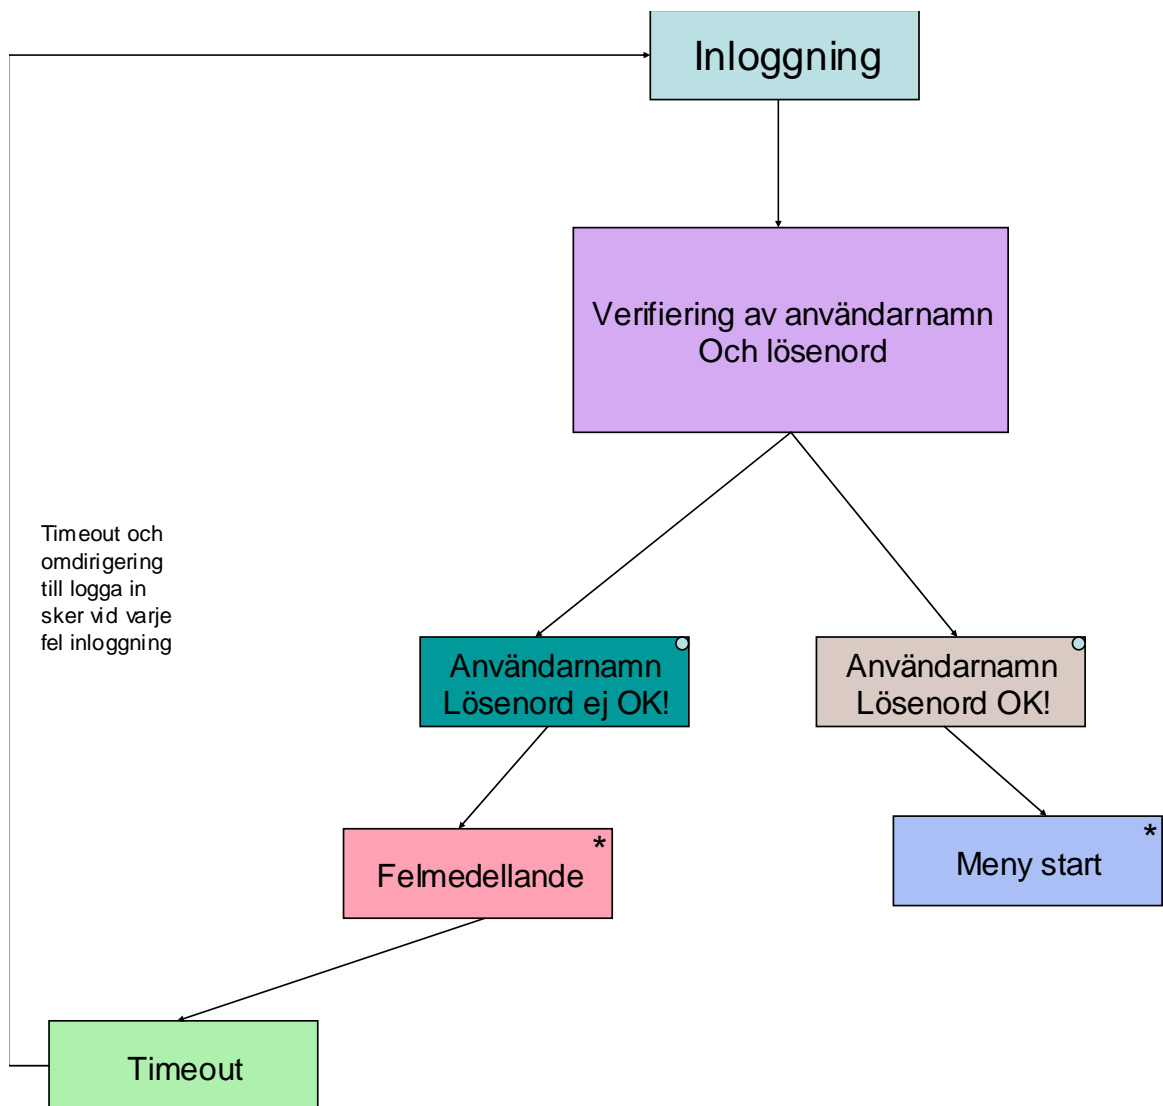 Inloggning
Verifiering av användarnamn
Och lösenord
Timeout och
omdirigering
till logga in
sker vid varje
fel inloggning
Användarnamn
Lösenord ej OK!
Användarnamn
Lösenord OK!
*
Felmedellande
*
Meny start
Timeout